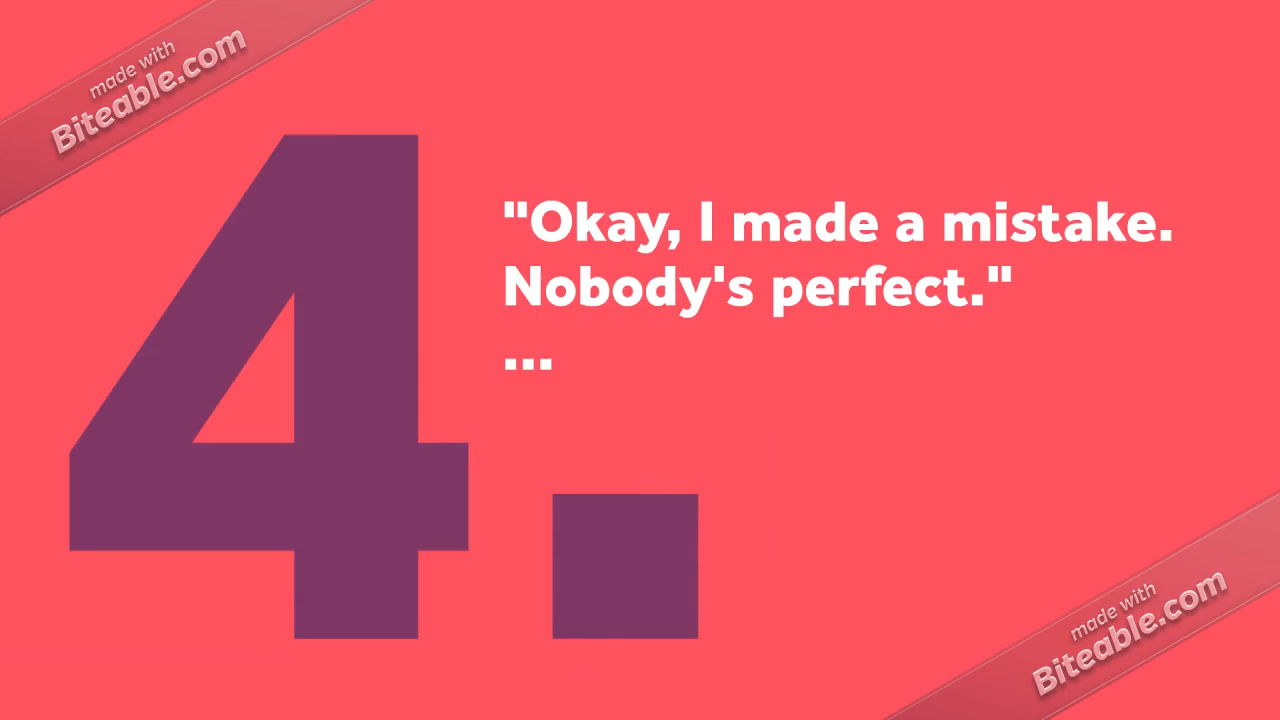 made with
Biteable.com
4.
"Okay, I made a mistake.
Nobody's perfect."
...
made with
Biteable.com